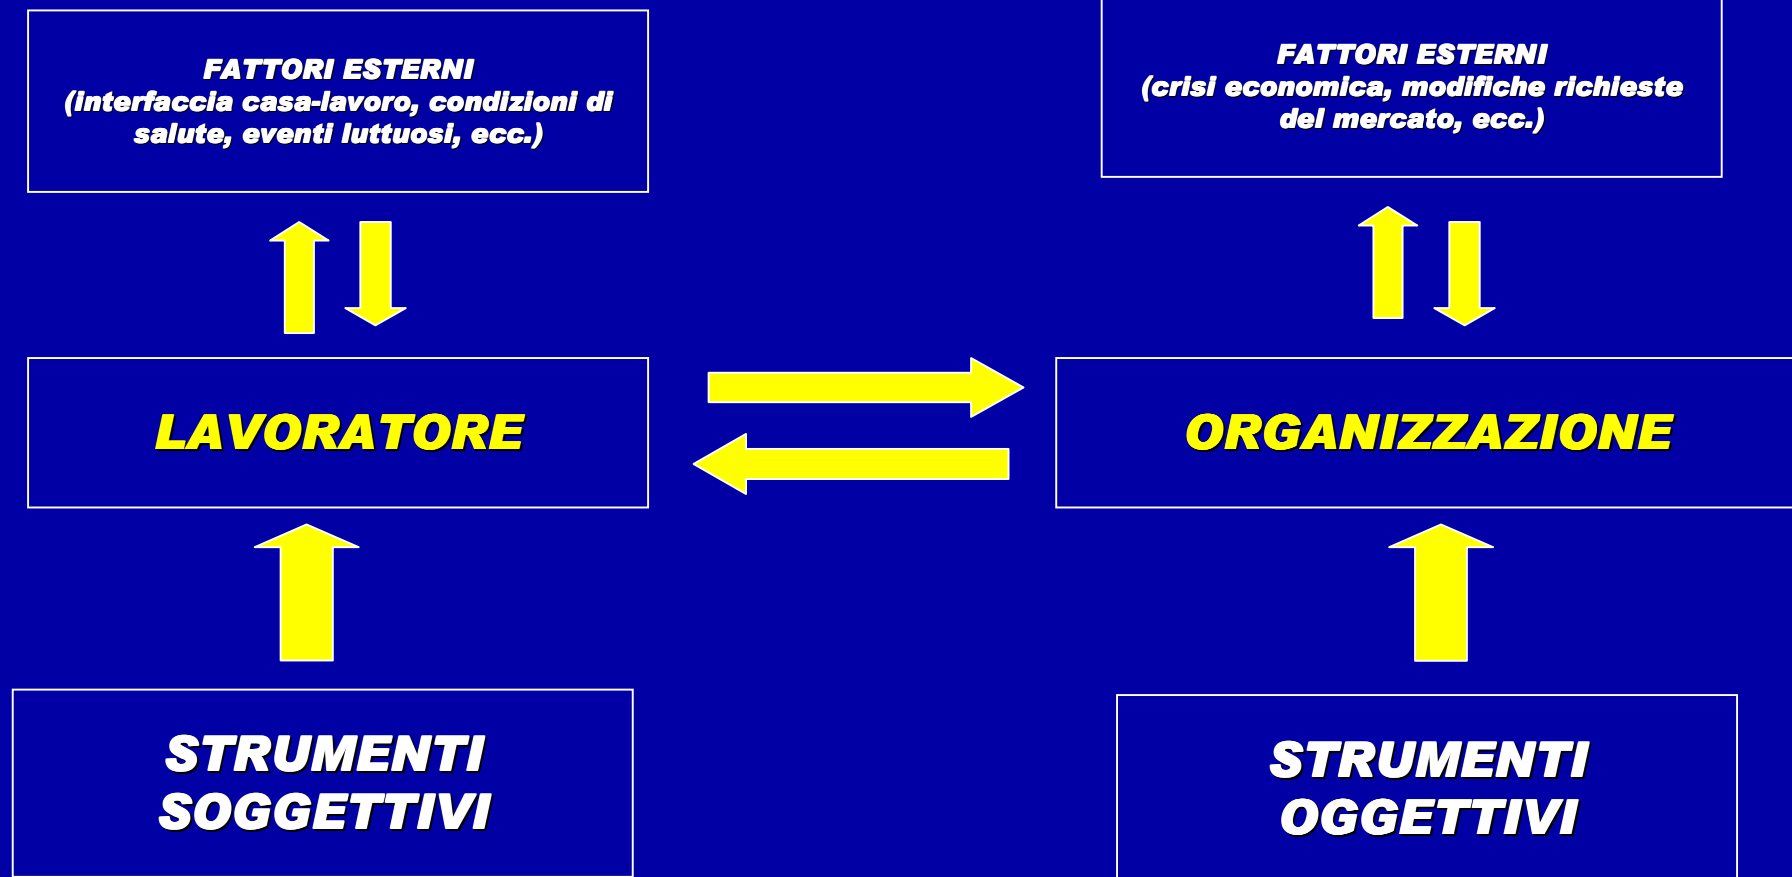 FATTORI ESTERNI
(interfaccia casa-lavoro, condizioni di
salute, eventi luttuosi, ecc.)
FATTORI ESTERNI
(crisi economica, modifiche richieste
del mercato, ecc.)
LAVORATORE
ORGANIZZAZIONE
STRUMENTI
SOGGETTIVI
STRUMENTI
OGGETTIVI